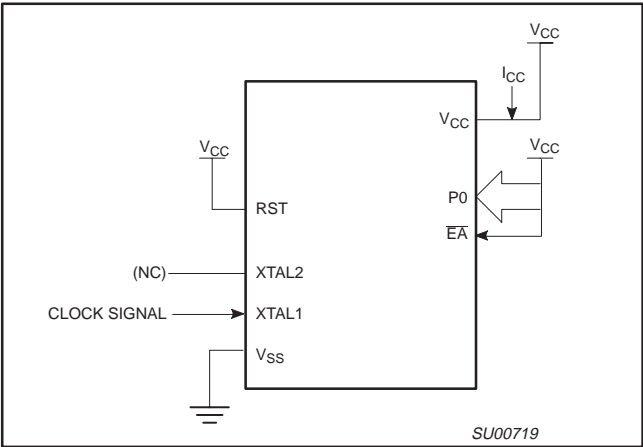 VCC
ICC
VCC
VCC
VCC
RST
P0
EA
(NC) XTAL2
CLOCK SIGNAL XTAL1
VSS
SU00719